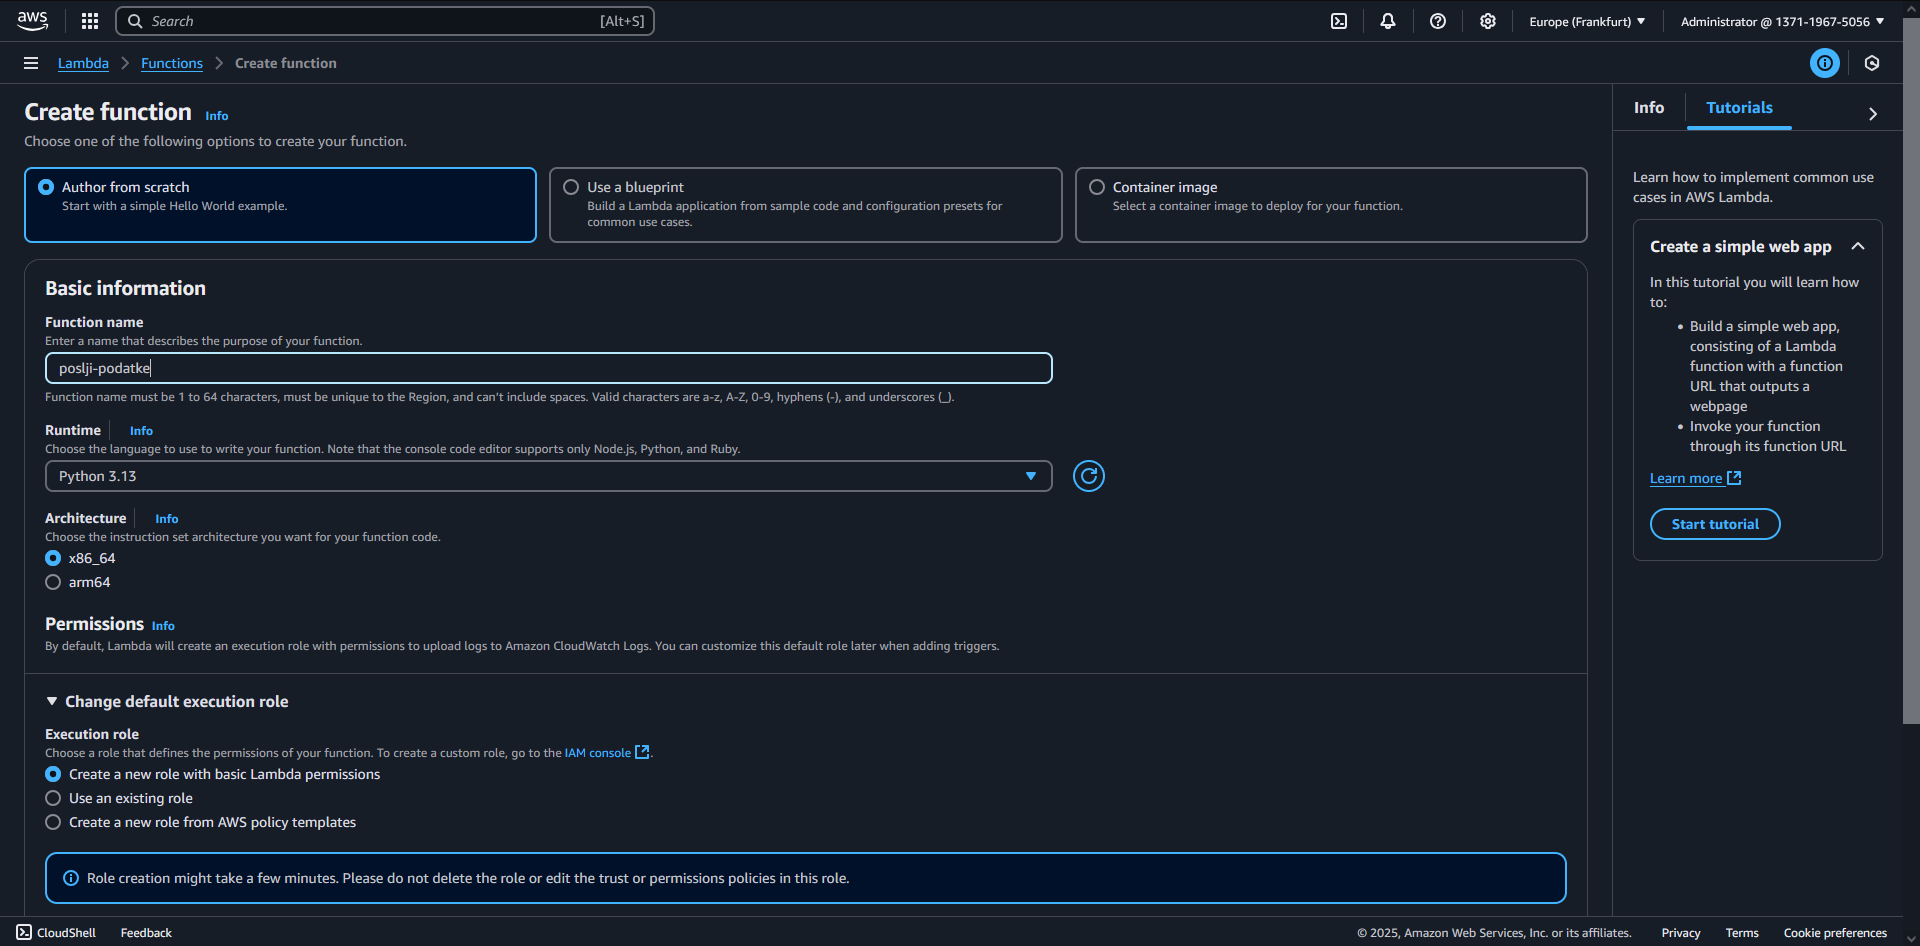 aws
Search [Alt+S]
Europe (Frankfurt)
Administrator @ 1371-1967-5056
Lambda
Functions
Create function
Create function Info
Choose one of the following options to create your function.
Author from scratch
Start with a simple Hello World example.
Use a blueprint
Build a Lambda application from sample code and configuration presets for
common use cases.
Container image
Select a container image to deploy for your function.
Basic information
Function name
Enter a name that describes the purpose of your function.
poslji-podatke
Function name must be 1 to 64 characters, must be unique to the Region, and can't include spaces. Valid characters are a-z, A-Z, 0-9, hyphens (-), and underscores (_).
Runtime Info
Choose the language to use to write your function. Note that the console code editor supports only Node.js, Python, and Ruby.
Python 3.13
Architecture Info
Choose the instruction set architecture you want for your function code.
x86_64
arm64
Permissions Info
By default, Lambda will create an execution role with permissions to upload logs to Amazon CloudWatch Logs. You can customize this default role later when adding triggers.
Change default execution role
Execution role
Choose a role that defines the permissions of your function. To create a custom role, go to the IAM console.
Create a new role with basic Lambda permissions
Use an existing role
Create a new role from AWS policy templates
Role creation might take a few minutes. Please do not delete the role or edit the trust or permissions policies in this role.
Info
Tutorials
Learn how to implement common use
cases in AWS Lambda.
Create a simple web app
In this tutorial you will learn how
to:
• Build a simple web app,
consisting of a Lambda
function with a function
URL that outputs a
webpage
• Invoke your function
through its function URL
Learn more
Start tutorial
CloudShell
Feedback
© 2025, Amazon Web Services, Inc. or its affiliates.
Privacy
Terms
Cookie preferences